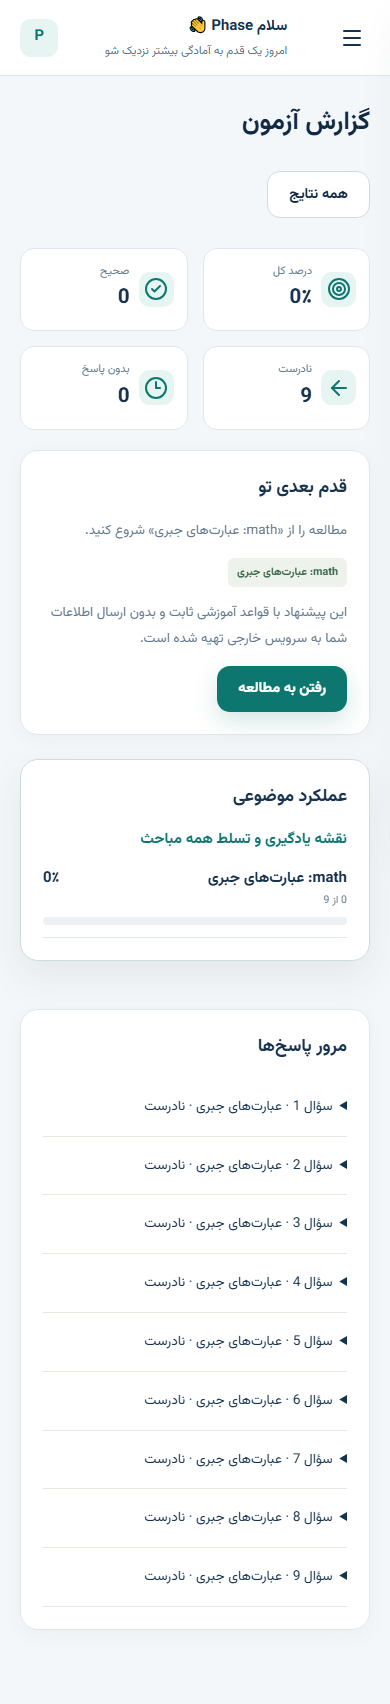 سلام Phase 👋
امروز یک قدم به آمادگی بیشتر نزدیک شو
P
گزارش آزمون
همه نتایج
درصد کل
0٪
صحیح
0
نادرست
9
بدون پاسخ
0
قدم بعدی تو
مطالعه را از «math: عبارت‌های جبری» شروع کنید.
math: عبارت‌های جبری
این پیشنهاد با قواعد آموزشی ثابت و بدون ارسال اطلاعات
شما به سرویس خارجی تهیه شده است.
رفتن به مطالعه
عملکرد موضوعی
نقشه یادگیری و تسلط همه مباحث
math: عبارت‌های جبری
0٪
0 از 9
مرور پاسخ‌ها
سؤال 1 · عبارت‌های جبری · نادرست
سؤال 2 · عبارت‌های جبری · نادرست
سؤال 3 · عبارت‌های جبری · نادرست
سؤال 4 · عبارت‌های جبری · نادرست
سؤال 5 · عبارت‌های جبری · نادرست
سؤال 6 · عبارت‌های جبری · نادرست
سؤال 7 · عبارت‌های جبری · نادرست
سؤال 8 · عبارت‌های جبری · نادرست
سؤال 9 · عبارت‌های جبری · نادرست